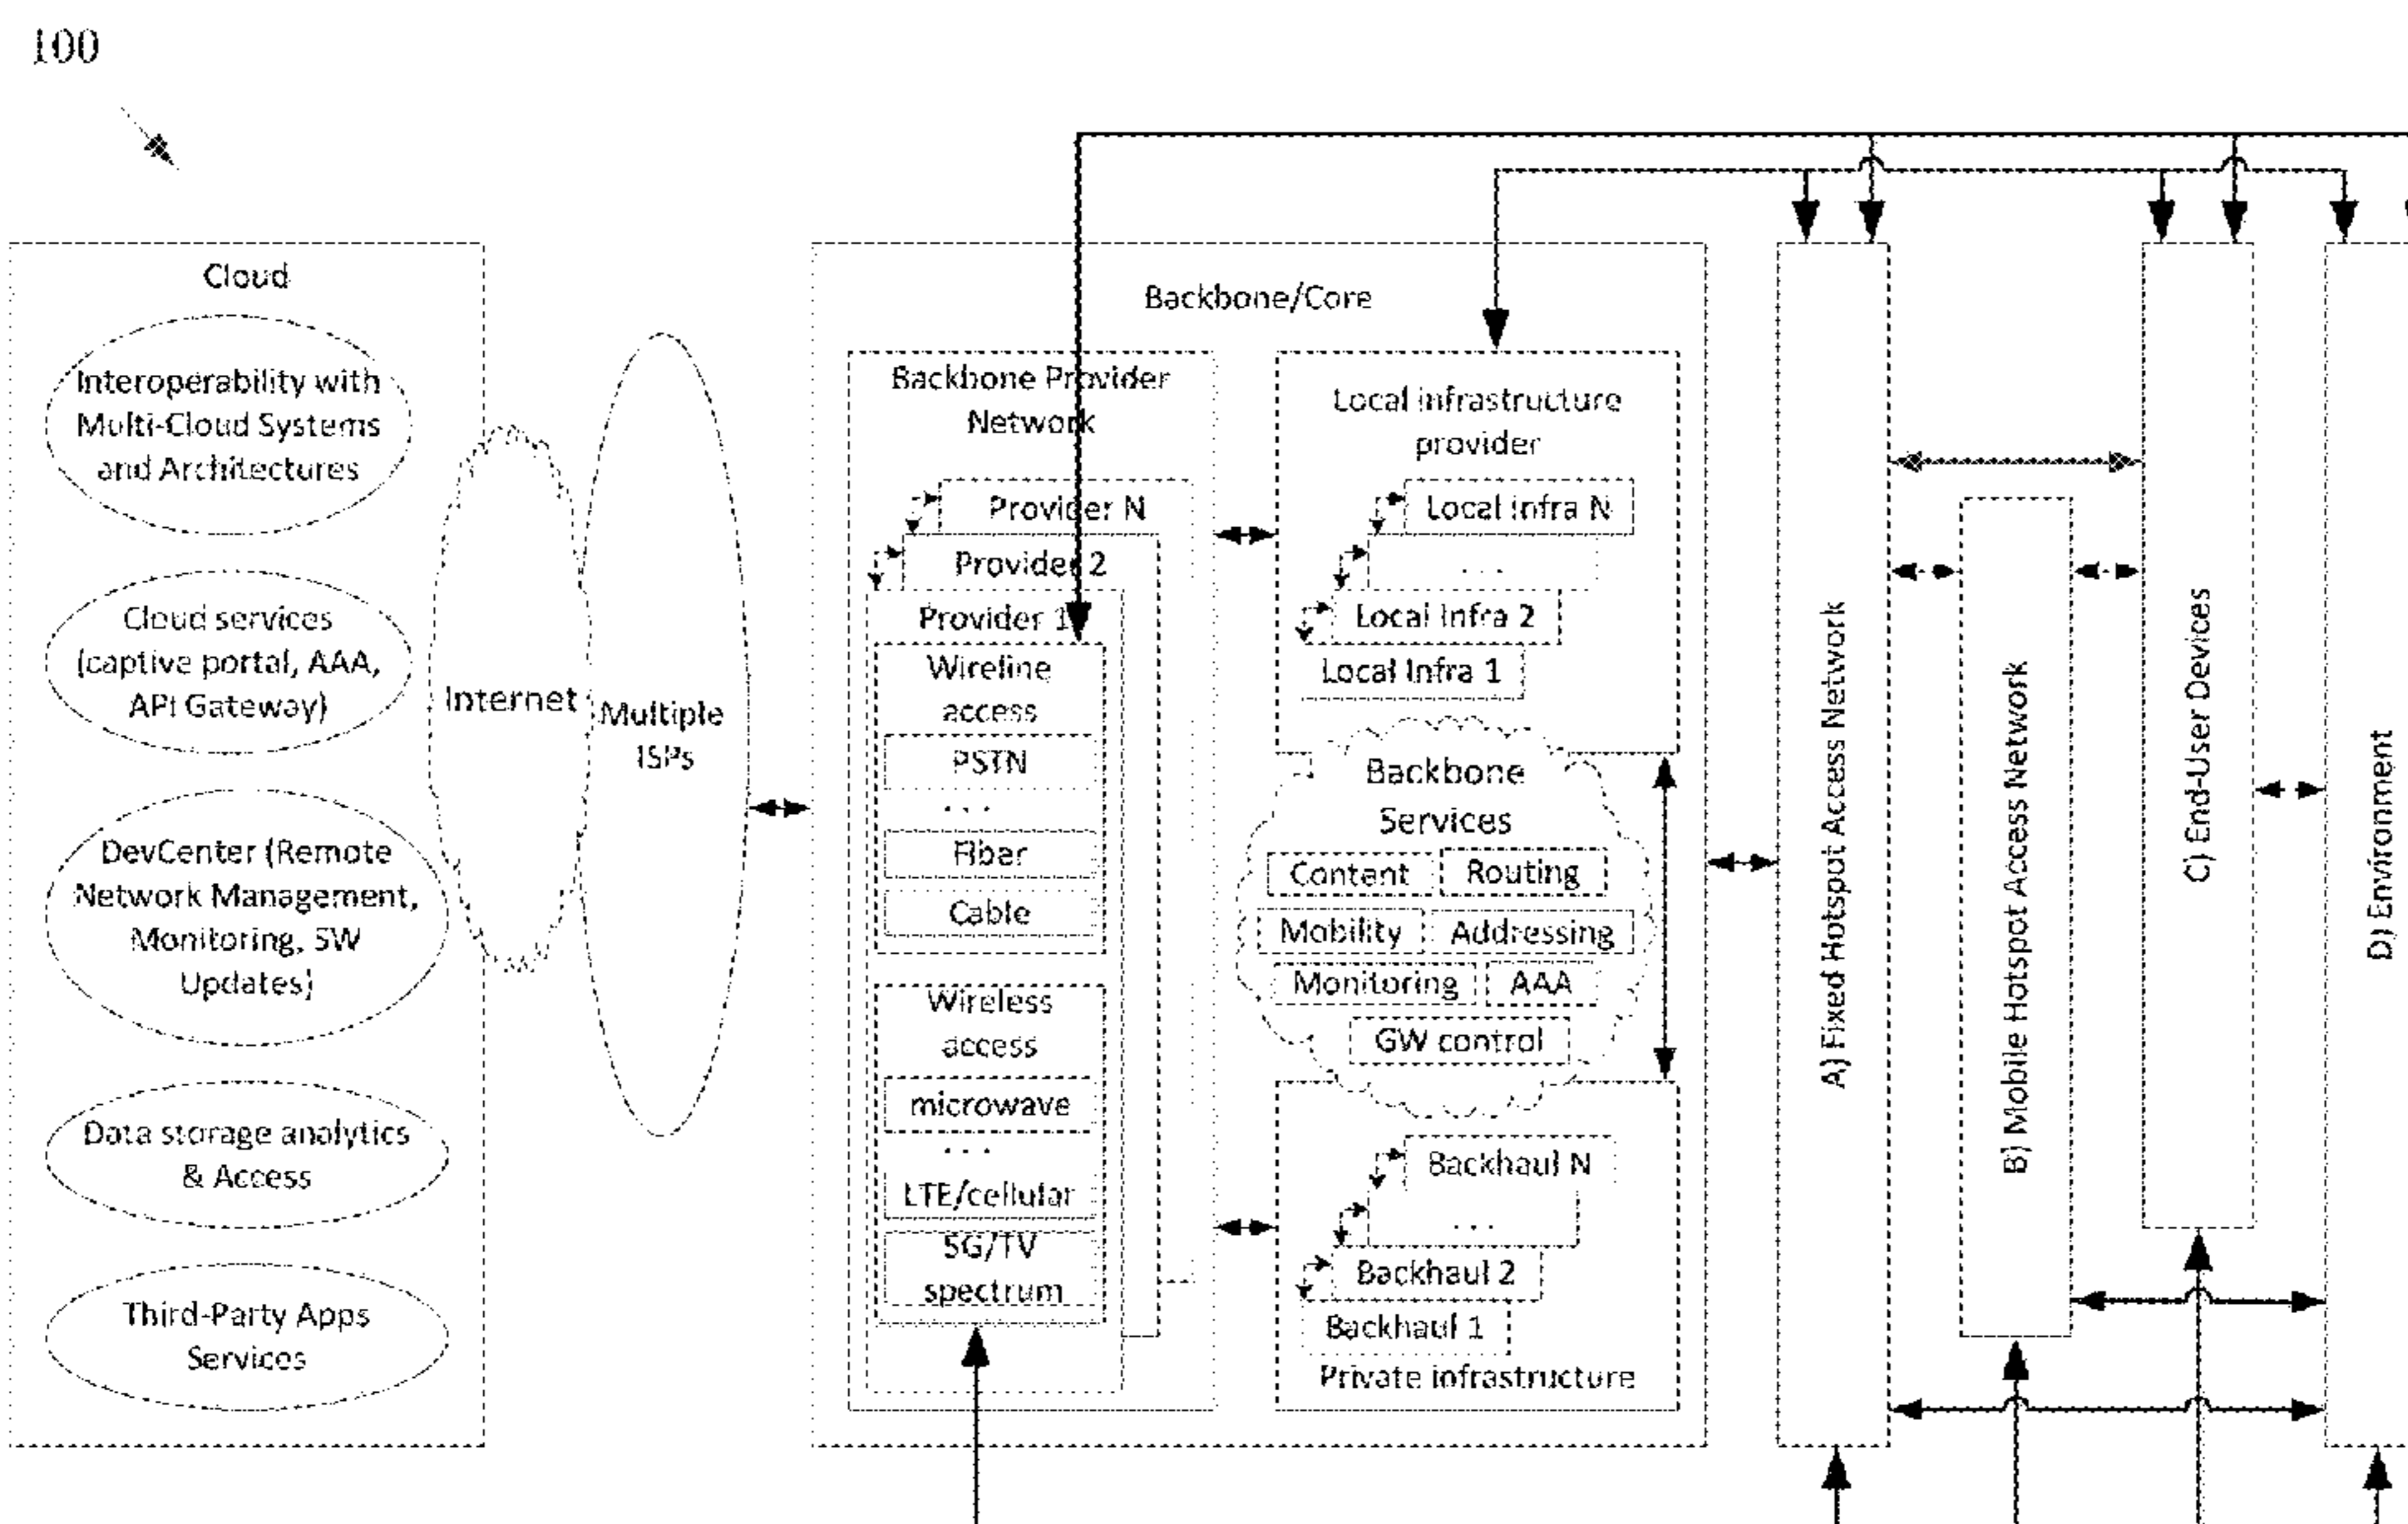 100
Cloud
Interoperability with
Multi-Cloud Systems
and Architectures
Cloud services
(captive portal, AAA,
API Gateway)
DevCenter (Remote
Network Management,
Monitoring, SW
Updates)
Data storage analytics
& Access
Third-Party Apps
Services
Internet
Multiple
ISPs
Backbone/Core
Backbone Provider
Network
Provider N
Provider 2
Provider 1
Wireline
access
PSTN
. . .
Fiber
Cable
Wireless
access
microwave
. . .
LTE/cellular
5G/TV
spectrum
Local infrastructure
provider
Local Infra N
. . .
Local Infra 2
Local Infra 1
Backbone
Services
Content
Routing
Mobility
Addressing
Monitoring
AAA
GW control
Backhaul N
. . .
Backhaul 2
Backhaul 1
Private infrastructure
A) Fixed Hotspot Access Network
B) Mobile Hotspot Access Network
C) End-User Devices
D) Environment